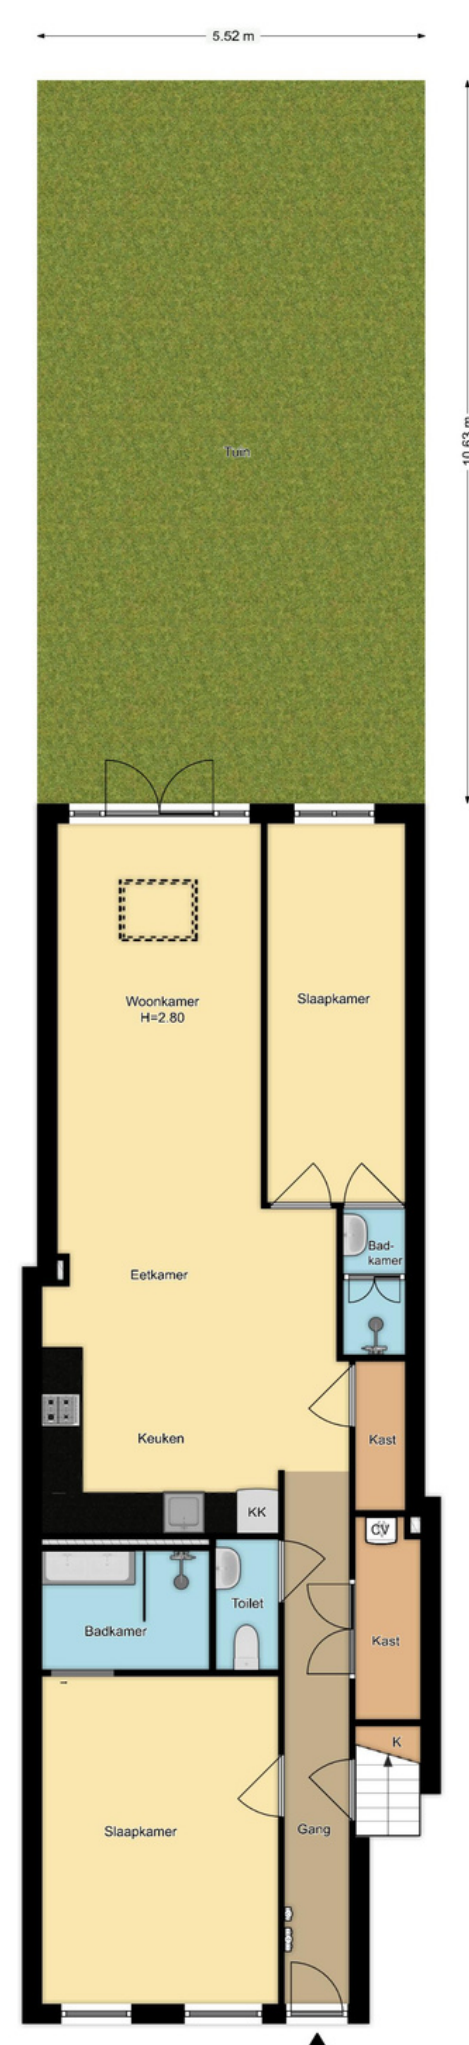 5.52 m
10.63 m
Tuin
Woonkamer
H=2.80
Slaapkamer
Bad-
kamer
Eetkamer
Keuken
Kast
KK
CV
Toilet
Badkamer
Kast
K
Slaapkamer
Gang